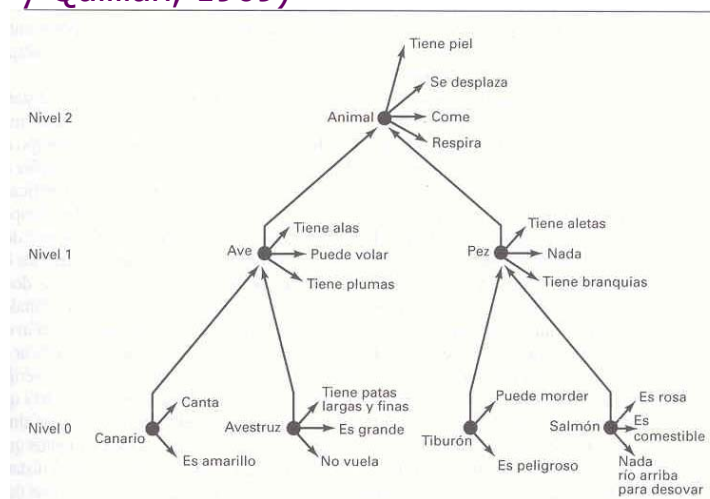 y Quillian, 1969)
Tiene piel
Se desplaza
Nivel 2
Animal
Come
Respira
Tiene alas
Tiene aletas
Nivel 1
Ave
Puede volar
Pez
Nada
Tiene plumas
Tiene branquias
Canta
Tiene patas
largas y finas
Puede morder
Es rosa
Nivel 0
Canario
Avestruz
Es grande
Tiburón
Salmón
Es
comestible
Es amarillo
No vuela
Es peligroso
Nada
río arriba
para desovar